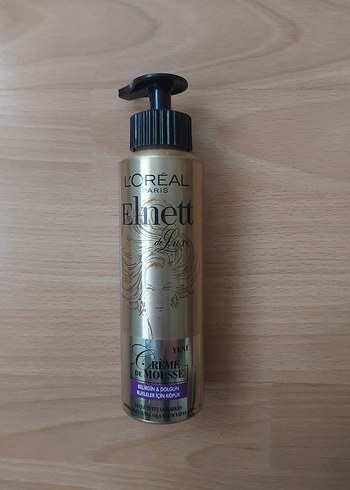 L'ORÉAL
PARIS
Elnett
de Luxe
YENİ
CRÈME
DE MOUSSE
BELİRGİN & DOLGUN
BUKLELER İÇİN KÖPÜK